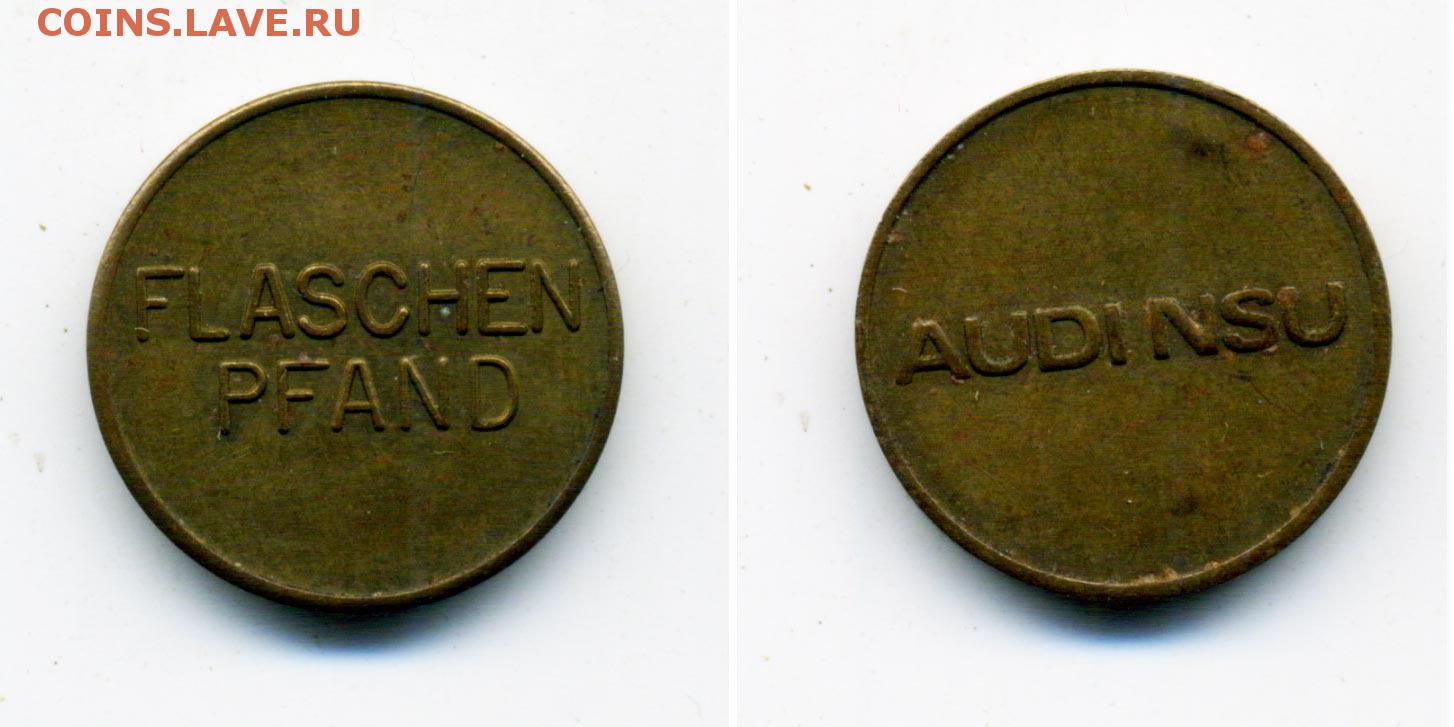 COINS.LAVE.RU
FLASCHEN
PFAND
AUDI NSU